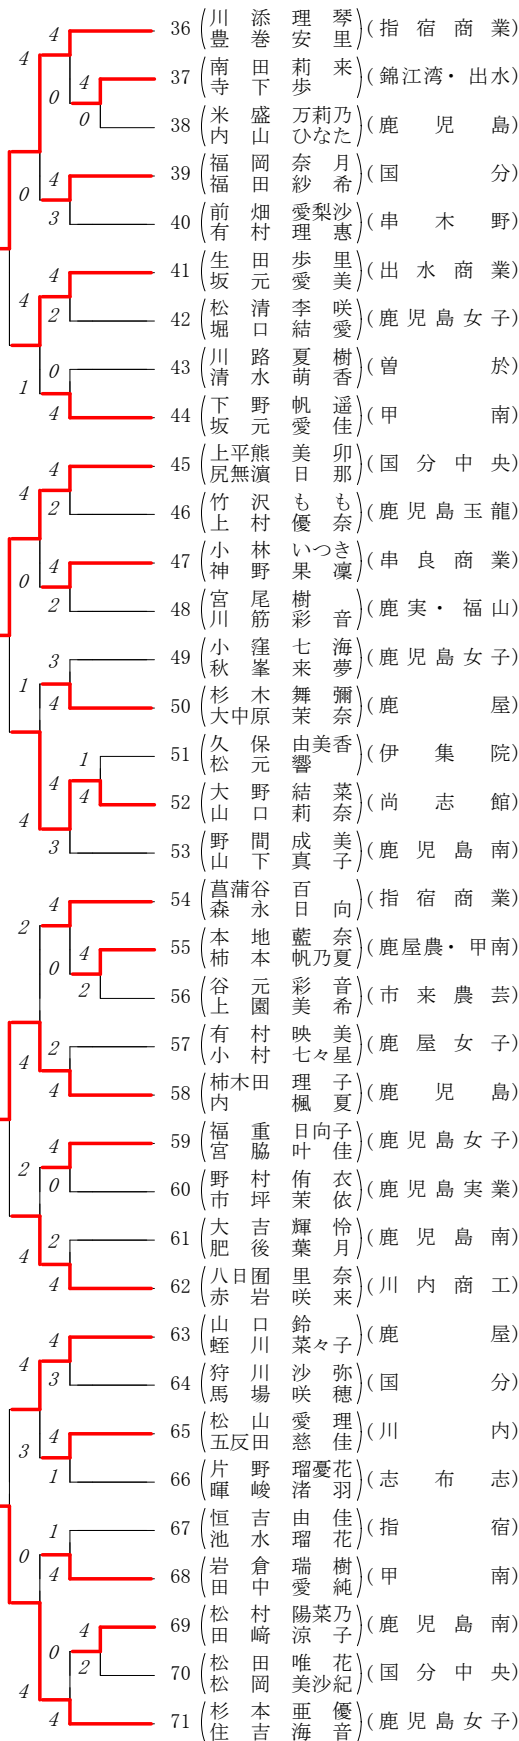 4
36 (川添理琴 豊巻安里) (指宿商業)
4
0
4
37 (南田莉来 寺下歩) (錦江湾・出水)
0
38 (米盛万莉乃 内山ひなた) (鹿児島)
0
4
39 (福岡奈月 福田紗希) (国分)
3
40 (前畑愛梨沙 有村理惠) (串木野)
4
4
41 (生田歩里 坂元愛美) (出水商業)
2
42 (松清李咲 堀口結愛) (鹿児島女子)
1
0
43 (川路夏樹 清水萌香) (曽於)
4
44 (下野帆遥 坂元愛佳) (甲南)
4
4
45 (上平熊美卯 尻無濵日那) (国分中央)
2
46 (竹沢もも 上村優奈) (鹿児島玉龍)
0
4
47 (小林いつき 神野果凜) (串良商業)
2
48 (宮尾樹 川筋彩音) (鹿実・福山)
1
3
49 (小窪七海 秋峯来夢) (鹿児島女子)
4
50 (杉木舞彌 大中原茉奈) (鹿屋)
4
4
1
51 (久保由美香 松元響) (伊集院)
4
52 (大野結菜 山口莉奈) (尚志館)
3
53 (野間成美 山下真子) (鹿児島南)
2
4
54 (菖蒲谷百 森永日向) (指宿商業)
0
4
55 (本地藍奈 柿本帆乃夏) (鹿屋農・甲南)
2
56 (谷元彩音 上園美希) (市来農芸)
4
2
57 (有村映美 小村七々星) (鹿屋女子)
4
58 (柿木田理子 内楓夏) (鹿児島)
2
4
59 (福重日向子 宮脇叶佳) (鹿児島女子)
0
60 (野村侑衣 市坪茉依) (鹿児島実業)
4
2
61 (大吉輝怜 肥後葉月) (鹿児島南)
4
62 (八日囿里奈 赤岩咲来) (川内商工)
4
4
63 (山口鈴 蛭川菜々子) (鹿屋)
3
64 (狩川沙弥 馬場咲穂) (国分)
3
4
65 (松山愛理 五反田慈佳) (川内)
1
66 (片野瑠憂花 暉峻渚羽) (志布志)
0
1
67 (恒吉由佳 池水瑠花) (指宿)
4
68 (岩倉瑞樹 田中愛純) (甲南)
4
0
4
69 (松村陽菜乃 田﨑涼子) (鹿児島南)
2
70 (松田唯花 松岡美沙紀) (国分中央)
4
71 (杉本亜優 住吉海音) (鹿児島女子)